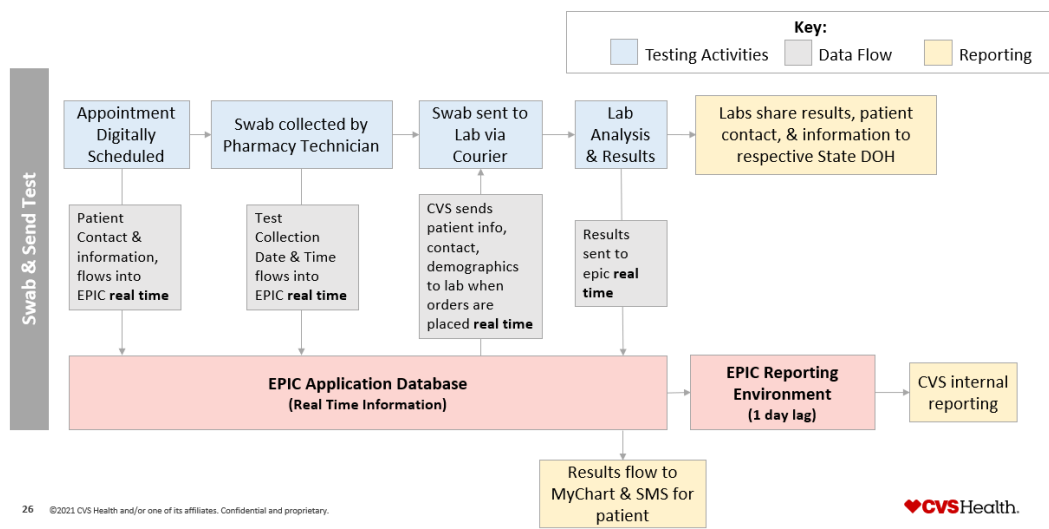 Key:
Testing Activities
Data Flow
Reporting
Swab & Send Test
Appointment
Digitally
Scheduled
Swab collected by
Pharmacy Technician
Swab sent to
Lab via
Courier
Lab
Analysis
& Results
Labs share results, patient
contact, & information to
respective State DOH
Patient
Contact &
information,
flows into
EPIC real time
Test
Collection
Date & Time
flows into
EPIC real time
CVS sends
patient info,
contact,
demographics
to lab when
orders are
placed real time
Results
sent to
epic real
time
EPIC Application Database
(Real Time Information)
EPIC Reporting
Environment
(1 day lag)
CVS internal
reporting
Results flow to
MyChart & SMS for
patient
26 ©2021 CVS Health and/or one of its affiliates. Confidential and proprietary.
CVSHealth.